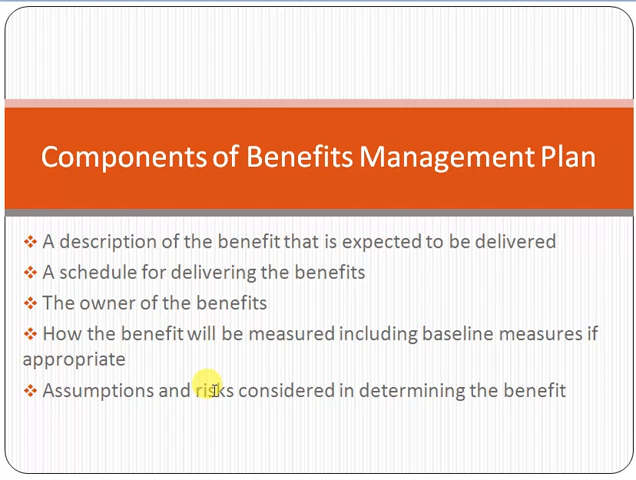 Components of Benefits Management Plan
❖ A description of the benefit that is expected to be delivered
❖ A schedule for delivering the benefits
❖ The owner of the benefits
❖ How the benefit will be measured including baseline measures if
appropriate
❖ Assumptions and risks considered in determining the benefit